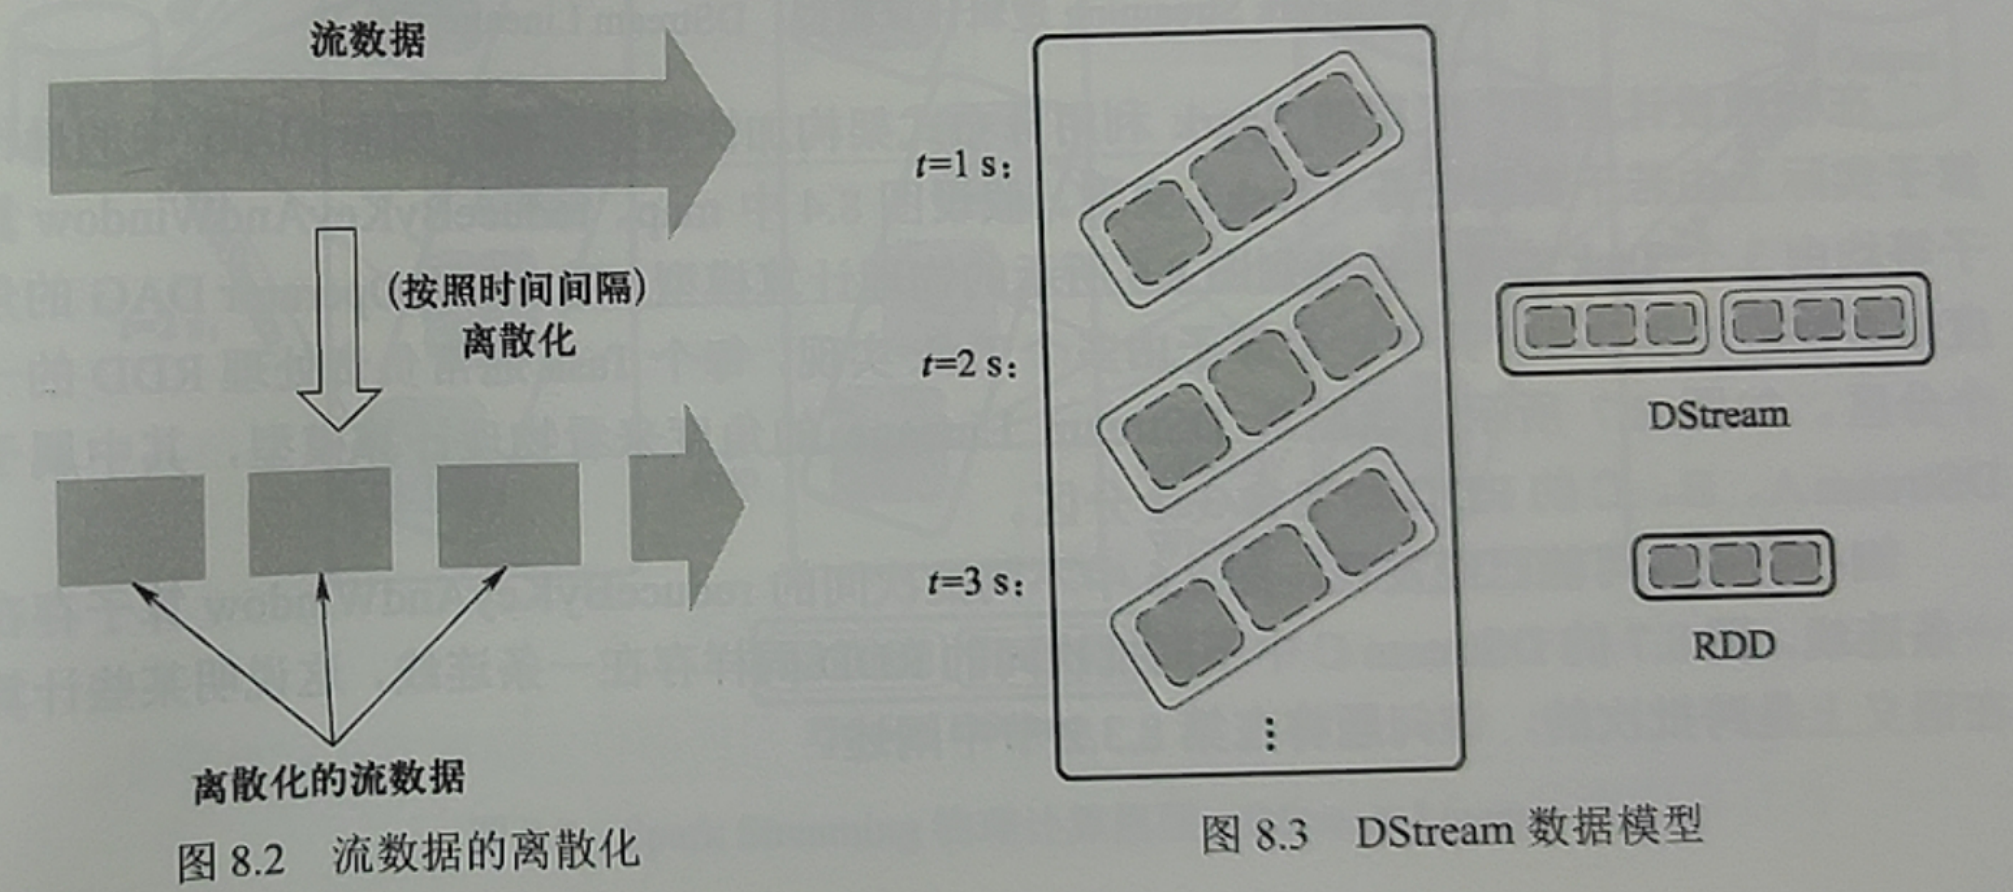 流数据
(按照时间间隔)
离散化
离散化的流数据
图 8.2 流数据的离散化
t=1 s:
t=2 s:
t=3 s:
⋮
DStream
RDD
图 8.3 DStream 数据模型